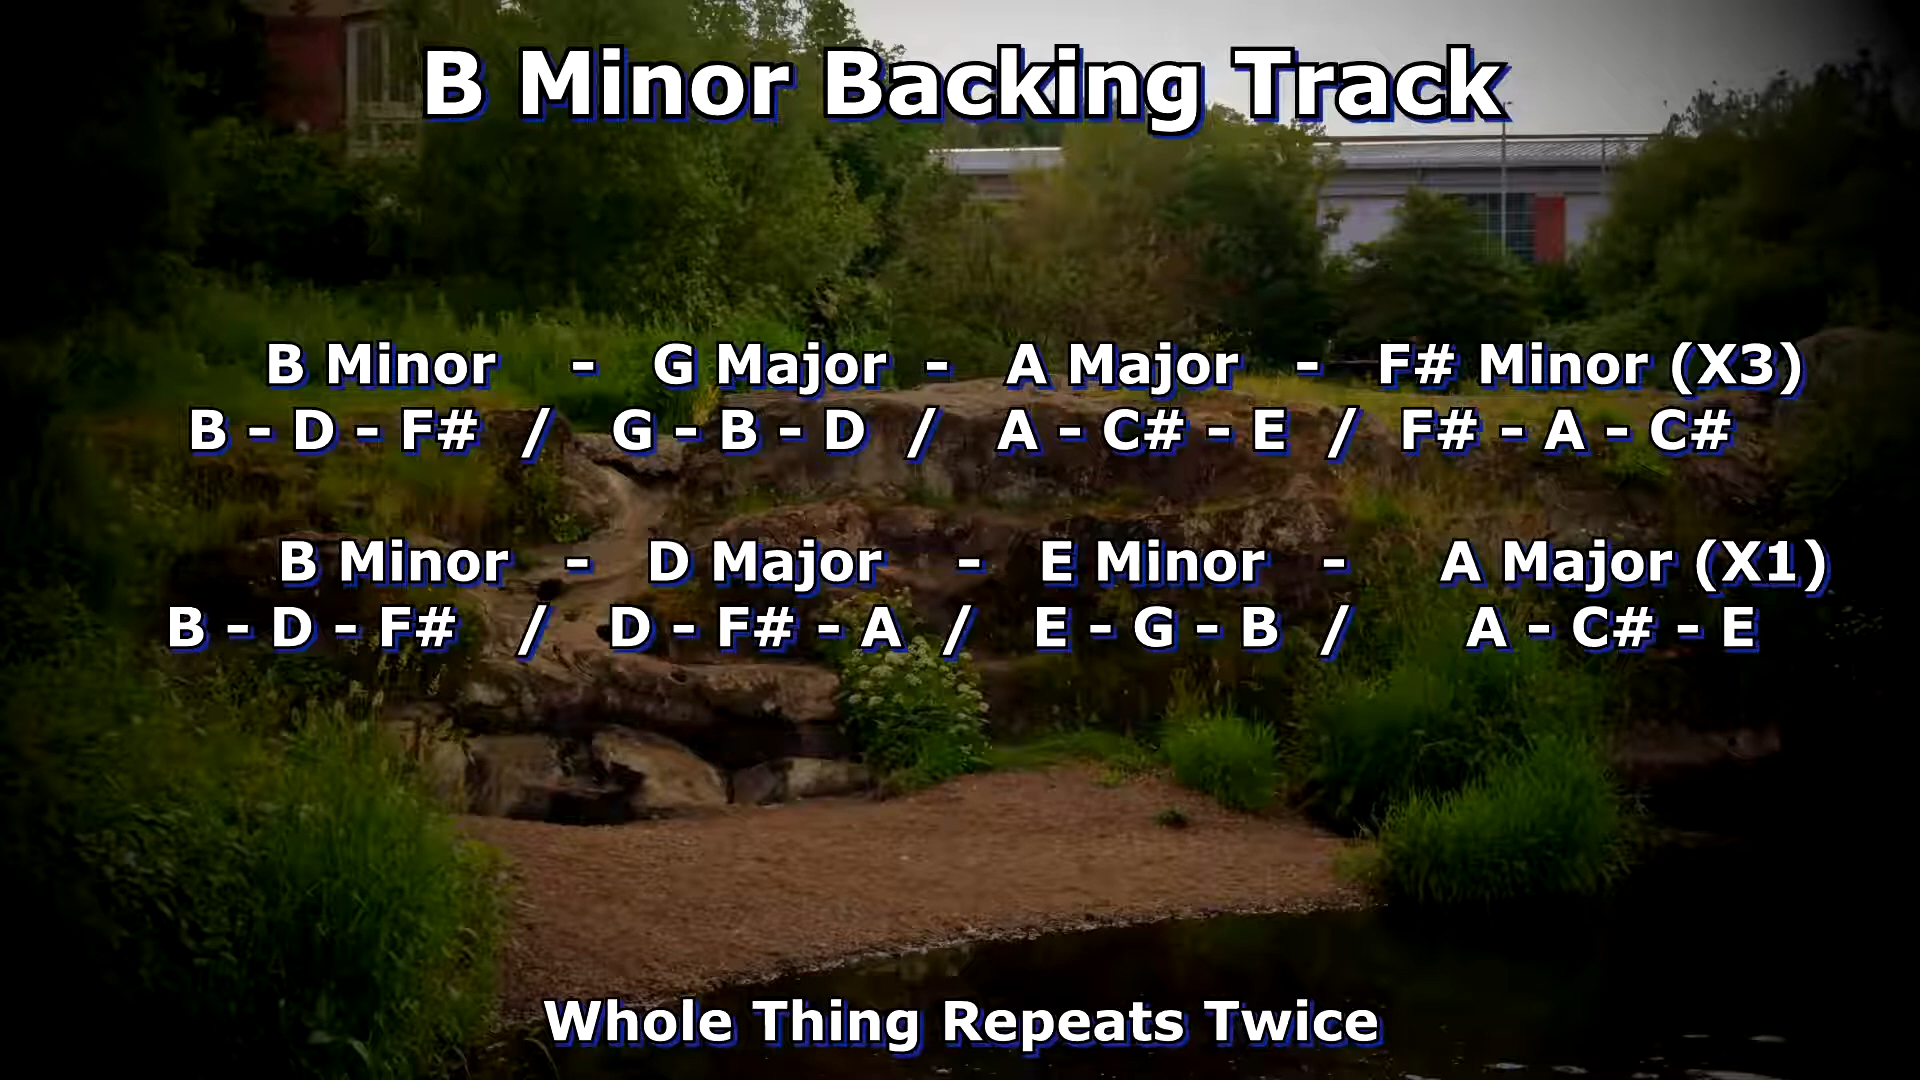 B Minor Backing Track
B Minor - G Major - A Major - F# Minor (X3)
B - D - F# / G - B - D / A - C# - E / F# - A - C#
B Minor - D Major - E Minor - A Major (X1)
B - D - F# / D - F# - A / E - G - B / A - C# - E
Whole Thing Repeats Twice